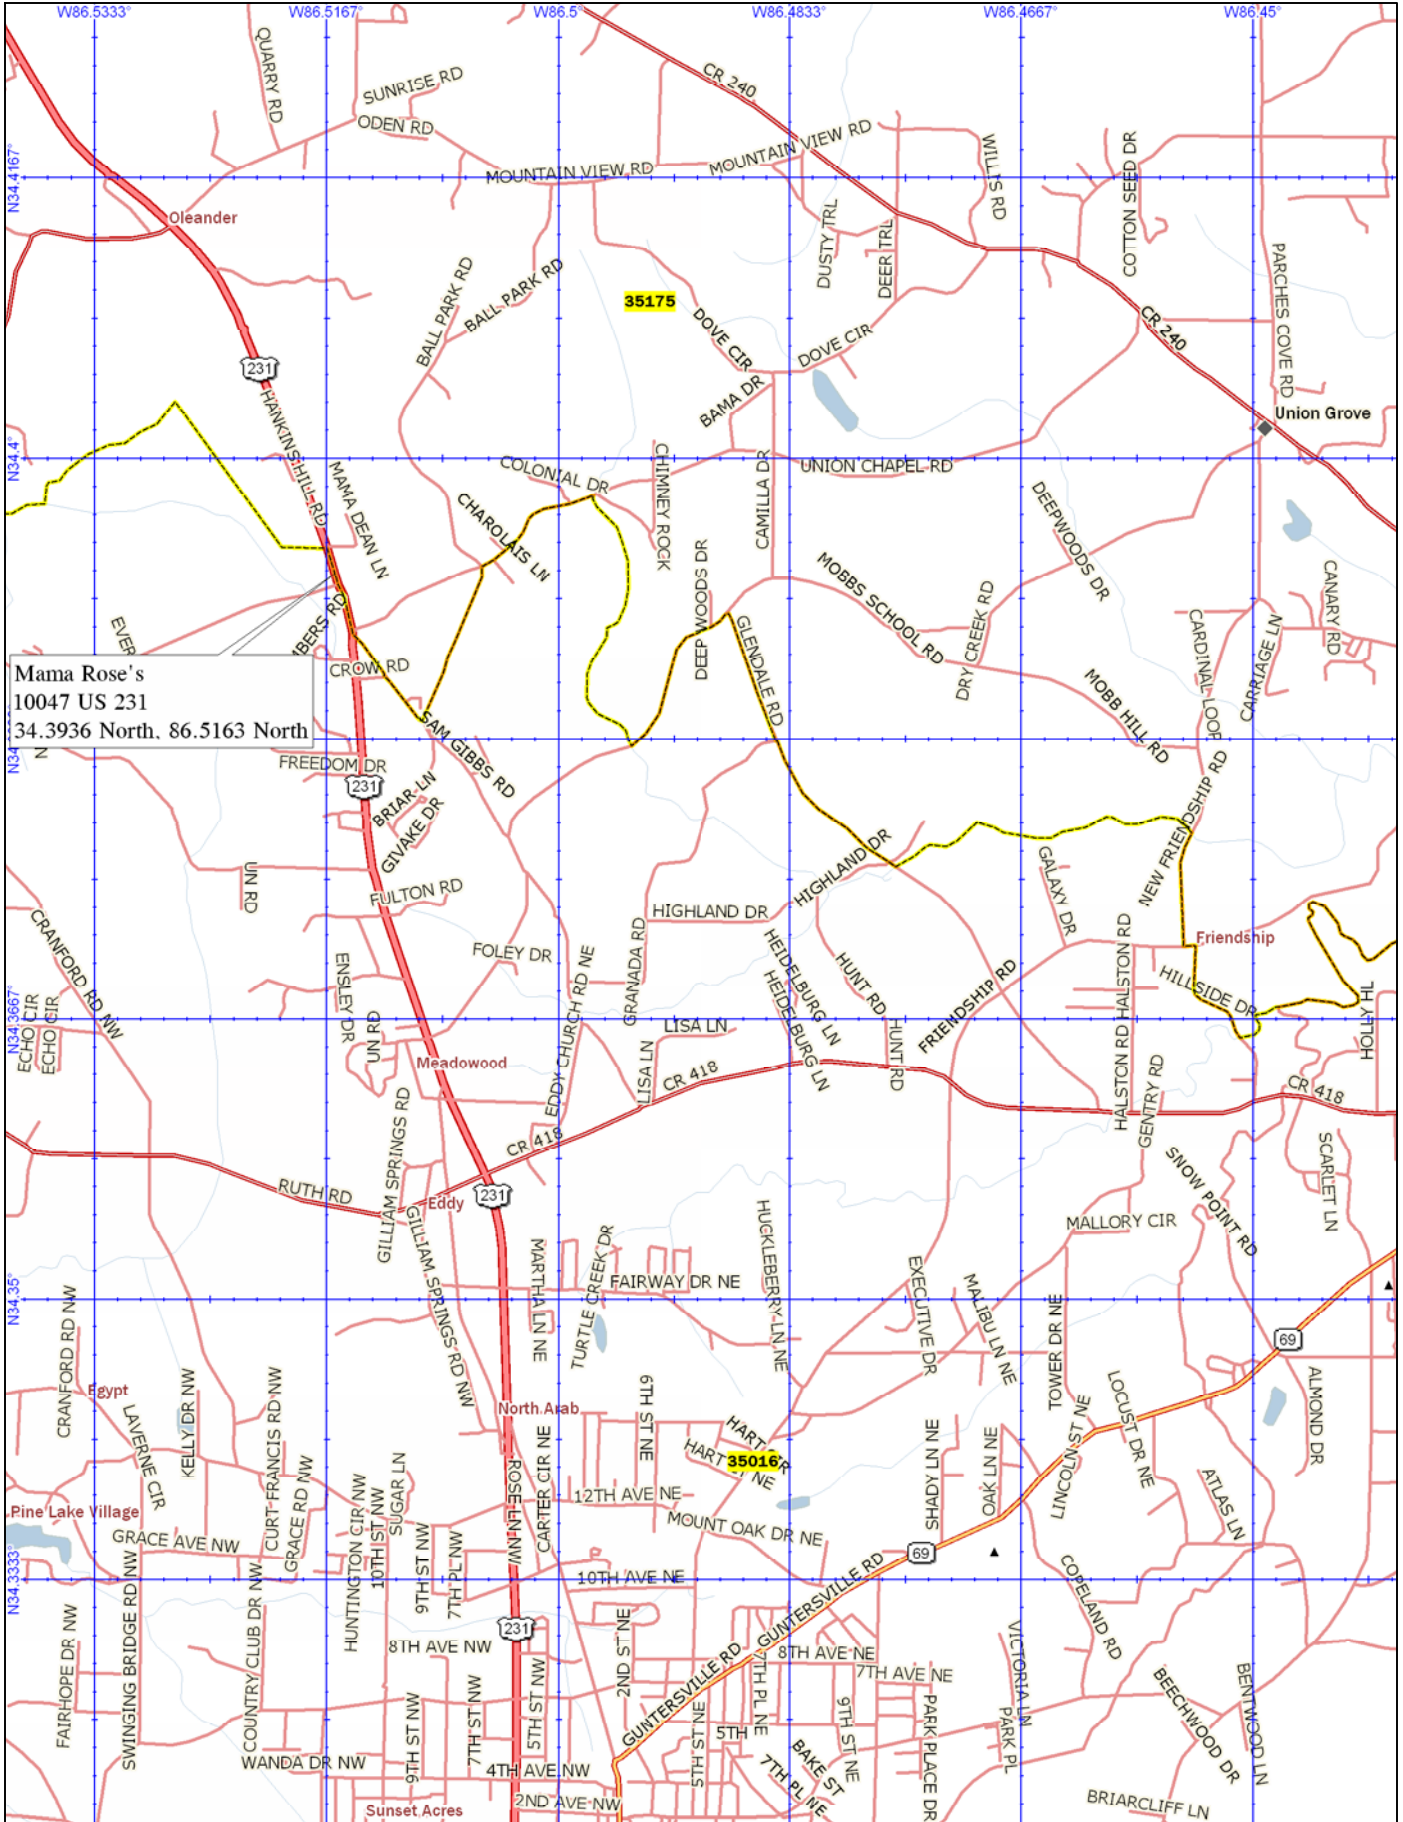 W86.5333°
W86.5167°
W86.5°
W86.4833°
W86.4667°
W86.45°
QUARRY RD
SUNRISE RD
ODEN RD
CR 240
MOUNTAIN VIEW RD
MOUNTAIN VIEW RD
WILLIS RD
COTTON SEED DR
N34.4167°
Oleander
DUSTY TRL
DEER TRL
PARCHES COVE RD
BALL PARK RD
BALL PARK RD
35175
DOVE CIR
DOVE CIR
CR 240
231
BAMA DR
Union Grove
HANKINS HILL RD
N34.4°
MAMA DEAN LN
COLONIAL DR
CHIMNEY ROCK
CAMILLA DR
UNION CHAPEL RD
CHAROLAIS LN
DEEPWOODS DR
DEEPWOODS DR
MOBBS SCHOOL RD
DRY CREEK RD
CANARY RD
EVER
MBERS RD
CROW RD
GLENDALE RD
CARDINAL LOOP
CARRIAGE LN
Mama Rose's
10047 US 231
34.3936 North, 86.5163 North
MOBB HILL RD
SAM GIBBS RD
N
N34
FREEDOM DR
231
BRIAR LN
GIVAKE DR
NEW FRIENDSHIP RD
UN RD
FULTON RD
HIGHLAND DR
HIGHLAND DR
GALAXY DR
CRANFORD RD NW
FOLEY DR
GRANADA RD
HEIDELBURG LN
HEIDELBURG LN
HUNT RD
HALSTON RD
Friendship
ENSLEY DR
EDDY CHURCH RD NE
FRIENDSHIP RD
HILLSIDE DR
N34.3667°
ECHO CIR
ECHO CIR
UN RD
LISA LN
HUNT RD
HALSTON RD
HOLLY HL
Meadowood
LISA LN
CR 418
CR 418
GENTRY RD
CR 418
GILLIAM SPRINGS RD
SNOW POINT RD
SCARLET LN
RUTH RD
Eddy
231
GILLIAM SPRINGS RD NW
MALLORY CIR
HUCKLEBERRY LN NE
MARTHA LN NE
TURTLE CREEK DR
FAIRWAY DR NE
EXECUTIVE DR
MALIBU LN NE
TOWER DR NE
N34.35°
CRANFORD RD NW
69
Egypt
KELLY DR NW
LAVERNE CIR
CURT FRANCIS RD NW
GRACE RD NW
North Arab
9TH ST NE
HART
R
HART ST NE
35016
LOCUST DR NE
ALMOND DR
SHADY LN NE
OAK LN NE
LINCOLN ST NE
ATLAS LN
Pine Lake Village
GRACE AVE NW
HUNTINGTON CIR NW
10TH ST NW
SUGAR LN
ROSE LN NW
CARTER CIR NE
12TH AVE NE
MOUNT OAK DR NE
69
9TH ST NW
7TH PL NW
10TH AVE NE
N34.3333°
FAIRHOPE DR NW
SWINGING BRIDGE RD NW
COUNTRY CLUB DR NW
8TH AVE NW
231
2ND ST NE
GUNTERSVILLE RD
GUNTERSVILLE RD
8TH AVE NE
7TH AVE NE
COPELAND RD
VICTORIA LN
BEECHWOOD DR
BENTWOOD LN
9TH ST NW
7TH ST NW
5TH ST NW
5TH ST NE
7TH PL NE
5TH
9TH ST NE
PARK PLACE DR
PARK PL
WANDA DR NW
4TH AVE NW
BAKE ST
7TH PL NE
2ND AVE NW
Sunset Acres
BRIARCLIFF LN